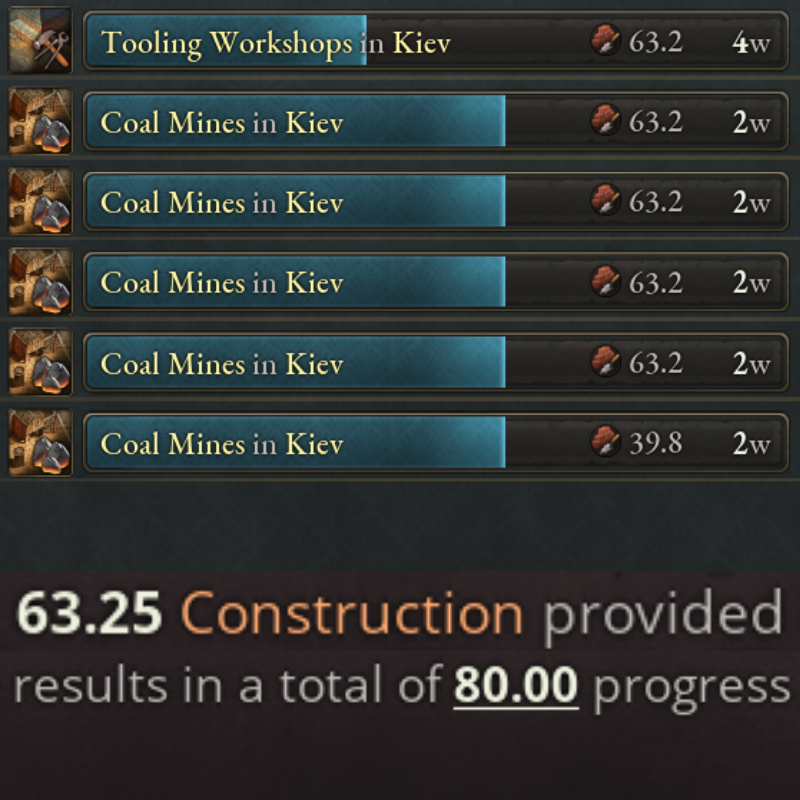 Tooling Workshops in Kiev 63.2 4w
Coal Mines in Kiev 63.2 2w
Coal Mines in Kiev 63.2 2w
Coal Mines in Kiev 63.2 2w
Coal Mines in Kiev 63.2 2w
Coal Mines in Kiev 39.8 2w
63.25 Construction provided
results in a total of 80.00 progress